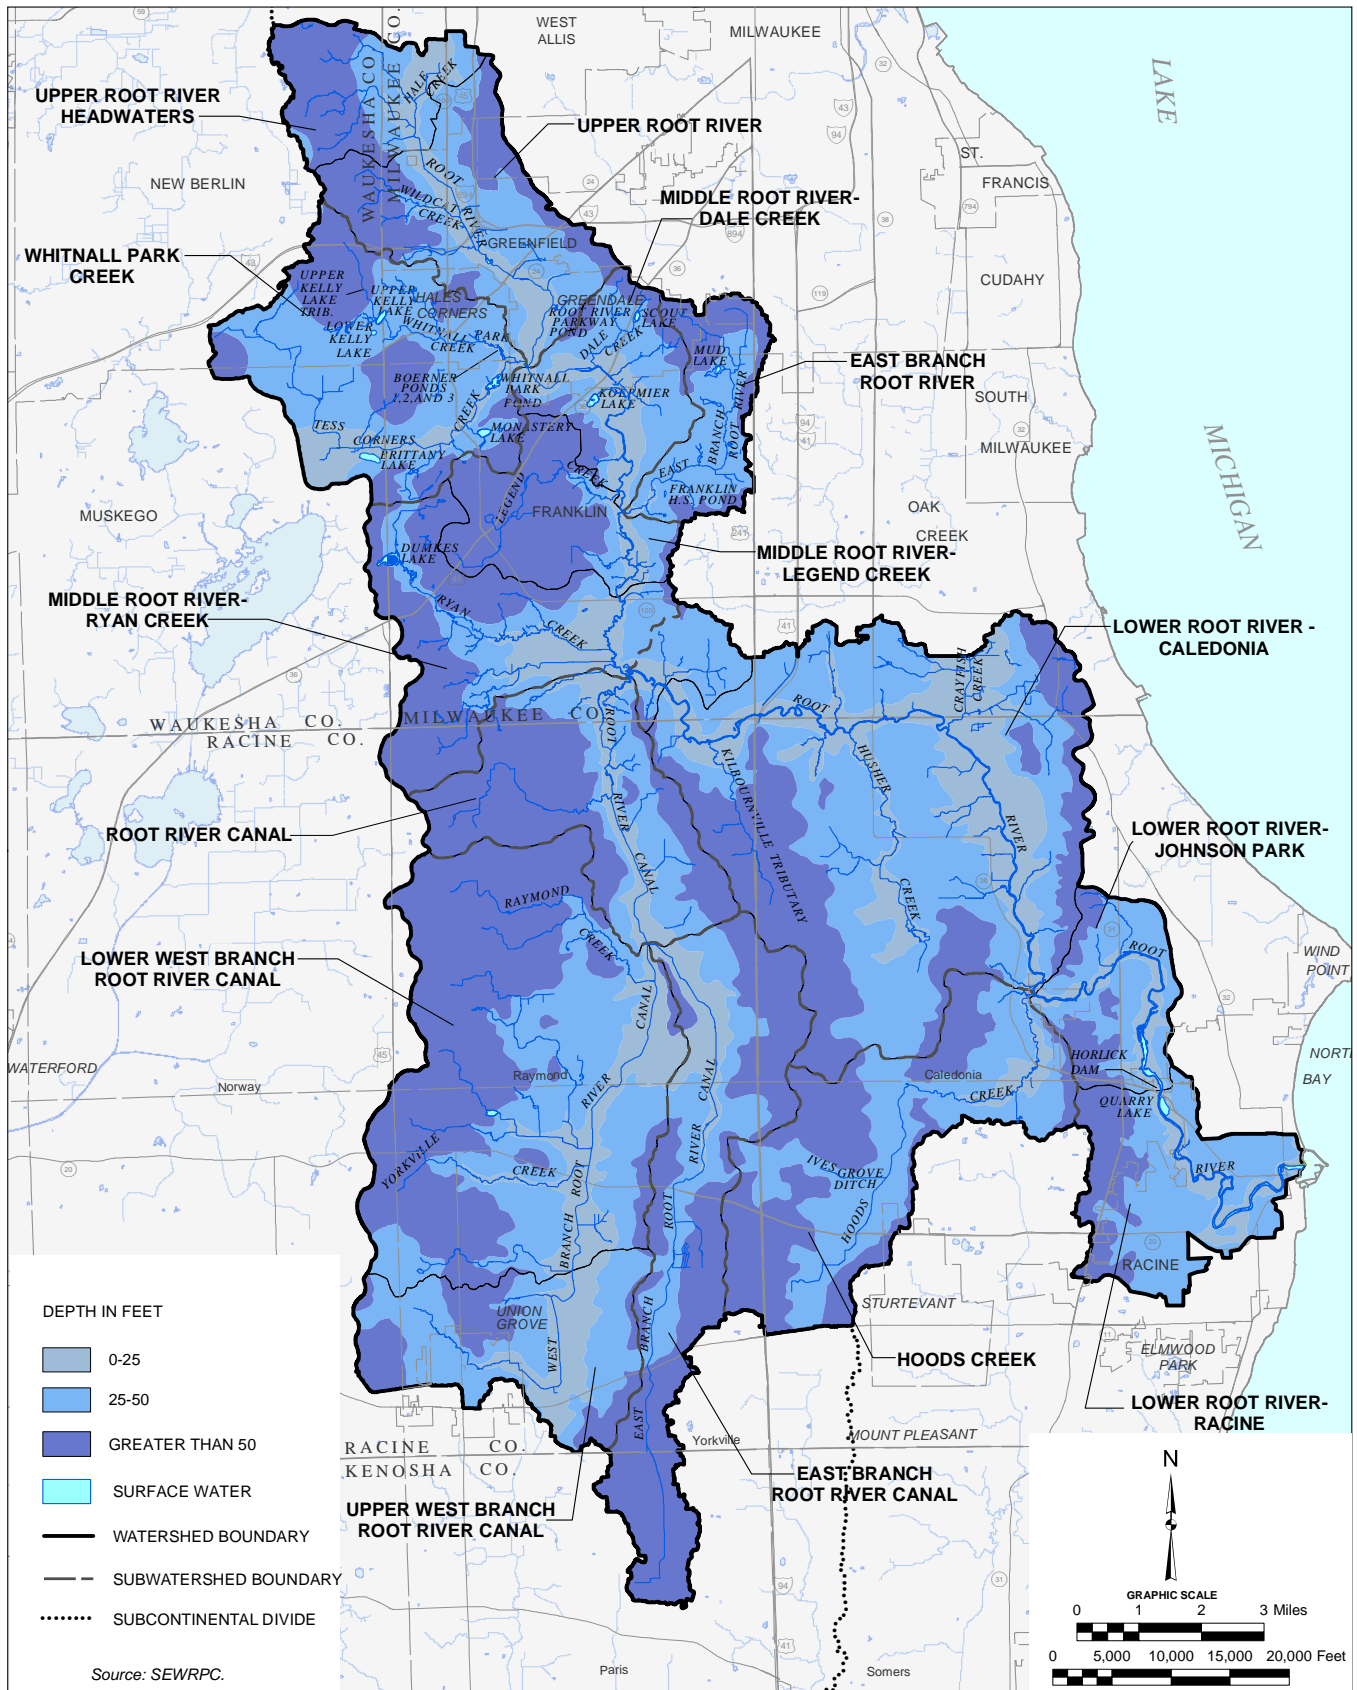 WEST
ALLIS
MILWAUKEE
LAKE
MICHIGAN
UPPER ROOT RIVER
HEADWATERS
WAUKESHA CO.
MILWAUKEE CO.
HALE
CREEK
UPPER ROOT RIVER
NEW BERLIN
ROOT
RIVER
WILDCAT
CREEK
ST.
FRANCIS
MIDDLE ROOT RIVER-
DALE CREEK
GREENFIELD
WHITNALL PARK
CREEK
UPPER
KELLY
LAKE
TRIB.
UPPER
KELLY
LAKE
HALES
CORNERS
GREENDALE
ROOT RIVER
PARKWAY
POND
SCOUT
LAKE
CUDAHY
LOWER
KELLY
LAKE
WHITNALL
PARK
CREEK
DALE
CREEK
MUD
LAKE
EAST BRANCH
ROOT RIVER
BOERNER
PONDS
1,2,AND 3
WHITNALL
PARK
POND
KOEPMIER
LAKE
SOUTH
MILWAUKEE
TESS
CORNERS
CREEK
MONASTERY
LAKE
BRITTANY
LAKE
EAST
BRANCH
ROOT RIVER
FRANKLIN
H.S. POND
MUSKEGO
LEGEND
CREEK
FRANKLIN
OAK
CREEK
DUMKES
LAKE
MIDDLE ROOT RIVER-
LEGEND CREEK
MIDDLE ROOT RIVER-
RYAN CREEK
RYAN
CREEK
LOWER ROOT RIVER -
CALEDONIA
CRAYFISH
CREEK
WAUKESHA CO.
RACINE CO.
MILWAUKEE CO.
ROOT
RIVER
ROOT
RIVER
CANAL
KILBOURNVILLE TRIBUTARY
HUSHER
CREEK
ROOT RIVER CANAL
LOWER ROOT RIVER-
JOHNSON PARK
RAYMOND
CREEK
LOWER WEST BRANCH
ROOT RIVER CANAL
ROOT
WIND
POINT
WATERFORD
Norway
Raymond
CANAL
RIVER
CANAL
RIVER
Caledonia
CREEK
HORLICK
DAM
QUARRY
LAKE
NORTH
BAY
YORKVILLE
CREEK
ROOT
BRANCH
ROOT
IVES GROVE
DITCH
HOODS
RIVER
RACINE
DEPTH IN FEET
0-25
25-50
GREATER THAN 50
SURFACE WATER
WATERSHED BOUNDARY
SUBWATERSHED BOUNDARY
SUBCONTINENTAL DIVIDE
Source: SEWRPC.
UNION
GROVE
WEST
BRANCH
EAST
STURTEVANT
HOODS CREEK
ELMWOOD
PARK
LOWER ROOT RIVER-
RACINE
RACINE CO.
KENOSHA CO.
Yorkville
MOUNT PLEASANT
EAST BRANCH
ROOT RIVER CANAL
UPPER WEST BRANCH
ROOT RIVER CANAL
Paris
Somers
N
GRAPHIC SCALE
0 1 2 3 Miles
0 5,000 10,000 15,000 20,000 Feet